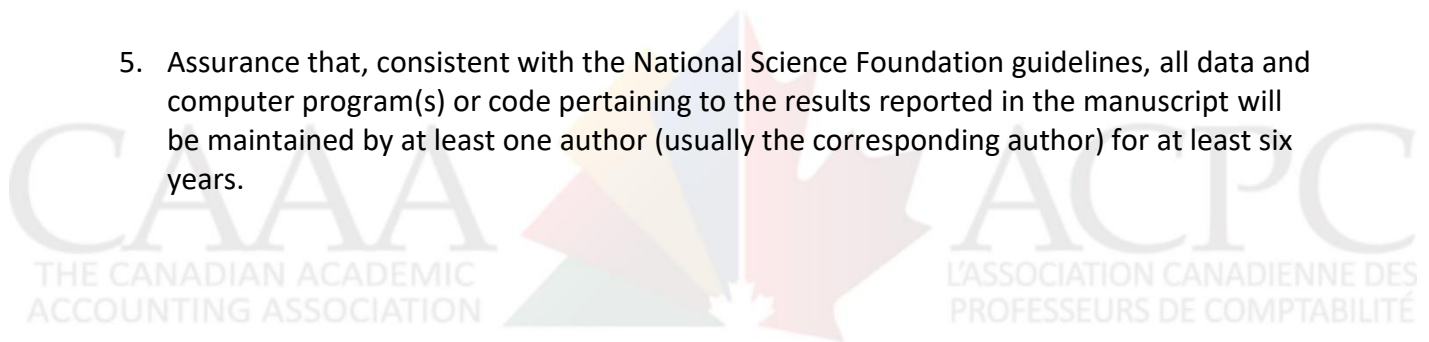 5. Assurance that, consistent with the National Science Foundation guidelines, all data and
computer program(s) or code pertaining to the results reported in the manuscript will
be maintained by at least one author (usually the corresponding author) for at least six
years.
CAAA
THE CANADIAN ACADEMIC
ACCOUNTING ASSOCIATION
ACPC
L'ASSOCIATION CANADIENNE DES
PROFESSEURS DE COMPTABILITÉ